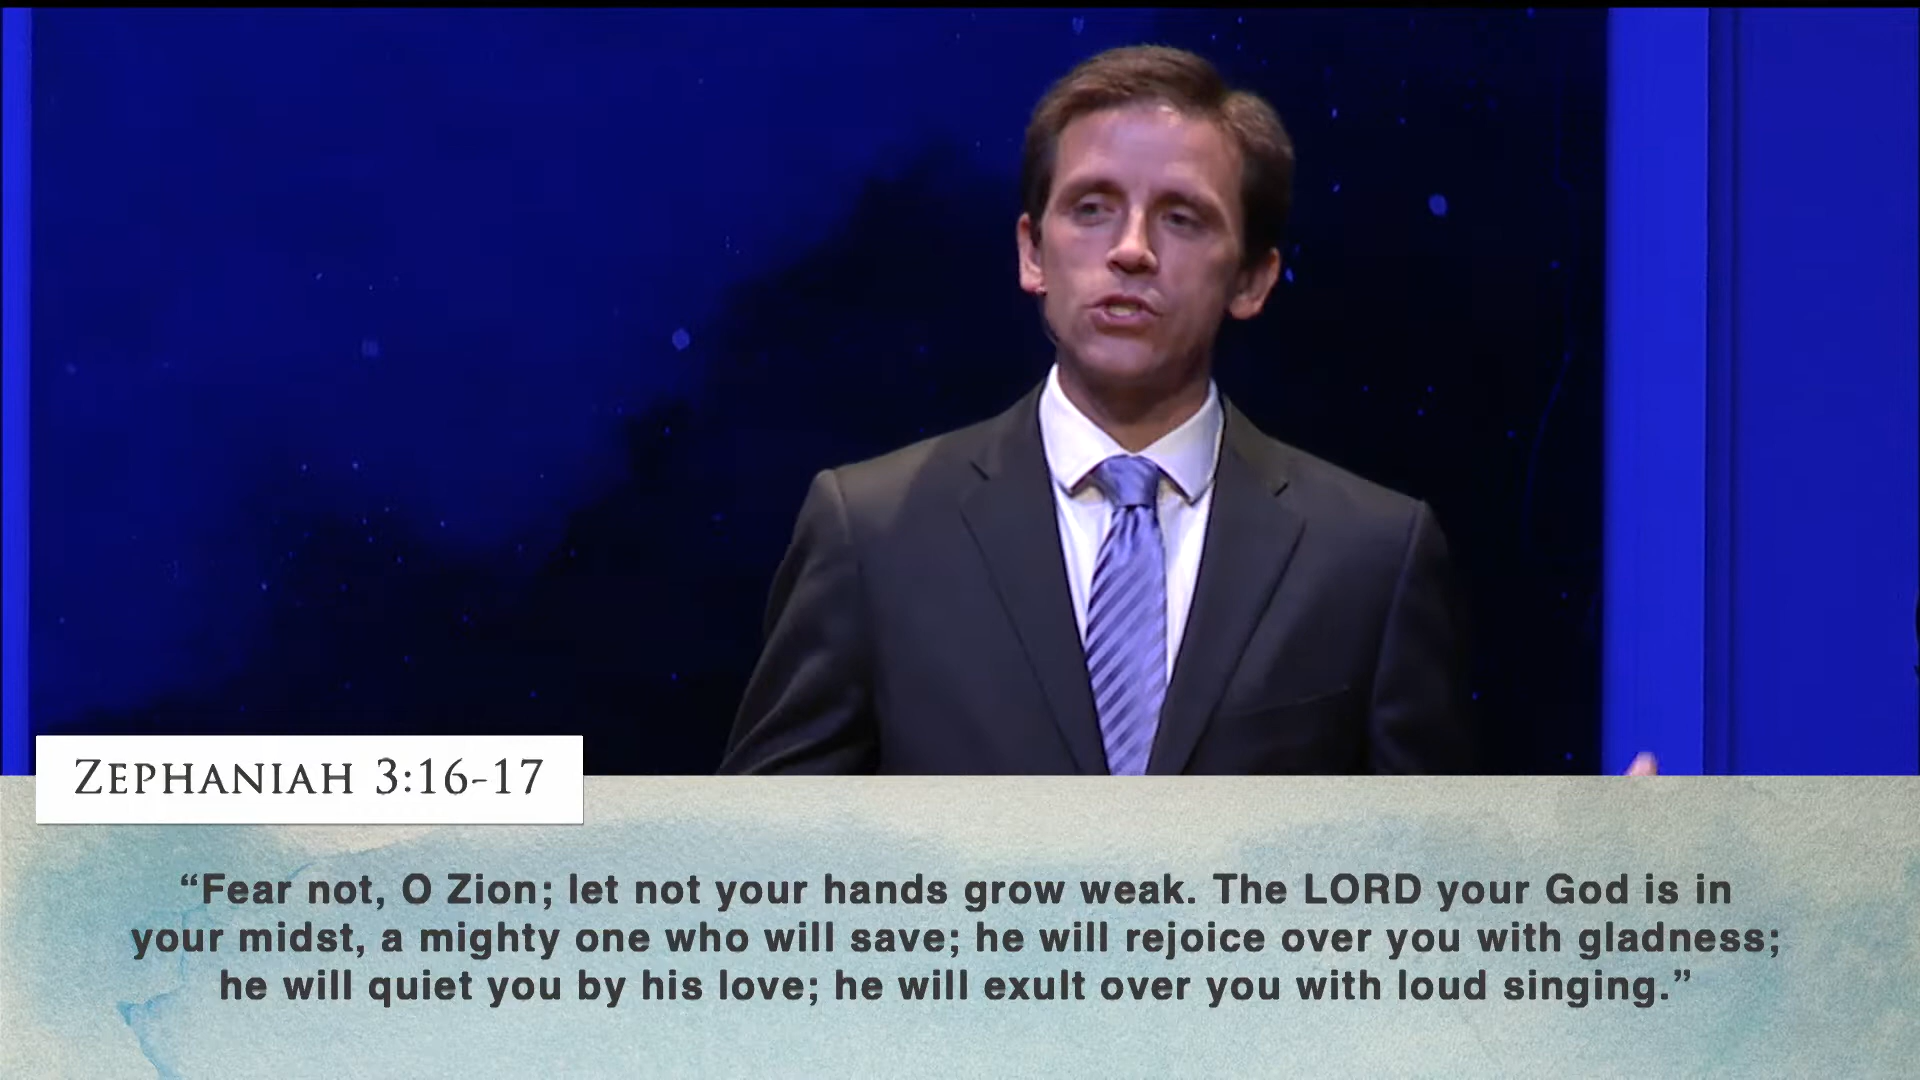 ZEPHANIAH 3:16-17
“Fear not, O Zion; let not your hands grow weak. The LORD your God is in
your midst, a mighty one who will save; he will rejoice over you with gladness;
he will quiet you by his love; he will exult over you with loud singing.”